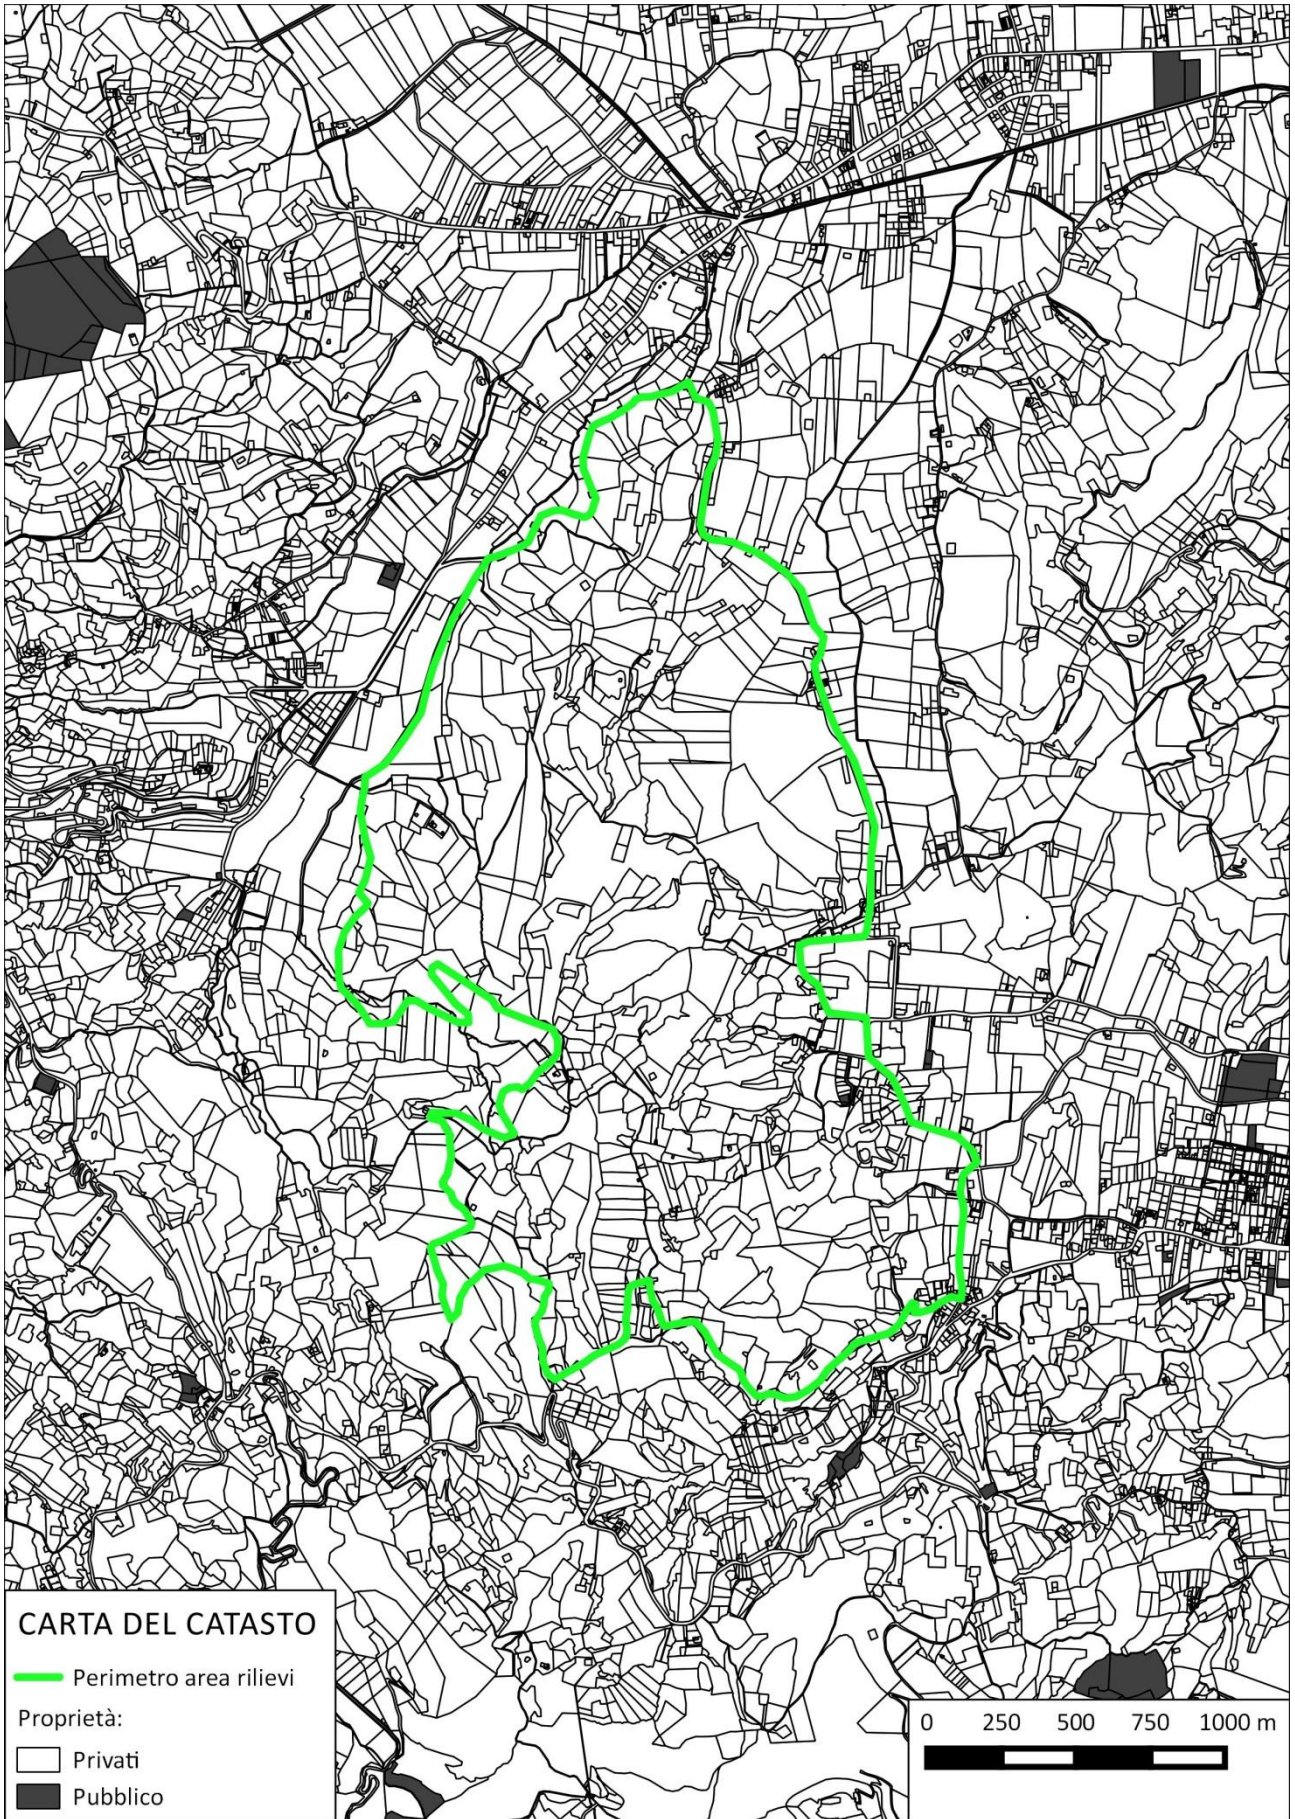 CARTA DEL CATASTO
Perimetro area rilievi
Proprietà:
Privati
Pubblico
0 250 500 750 1000 m